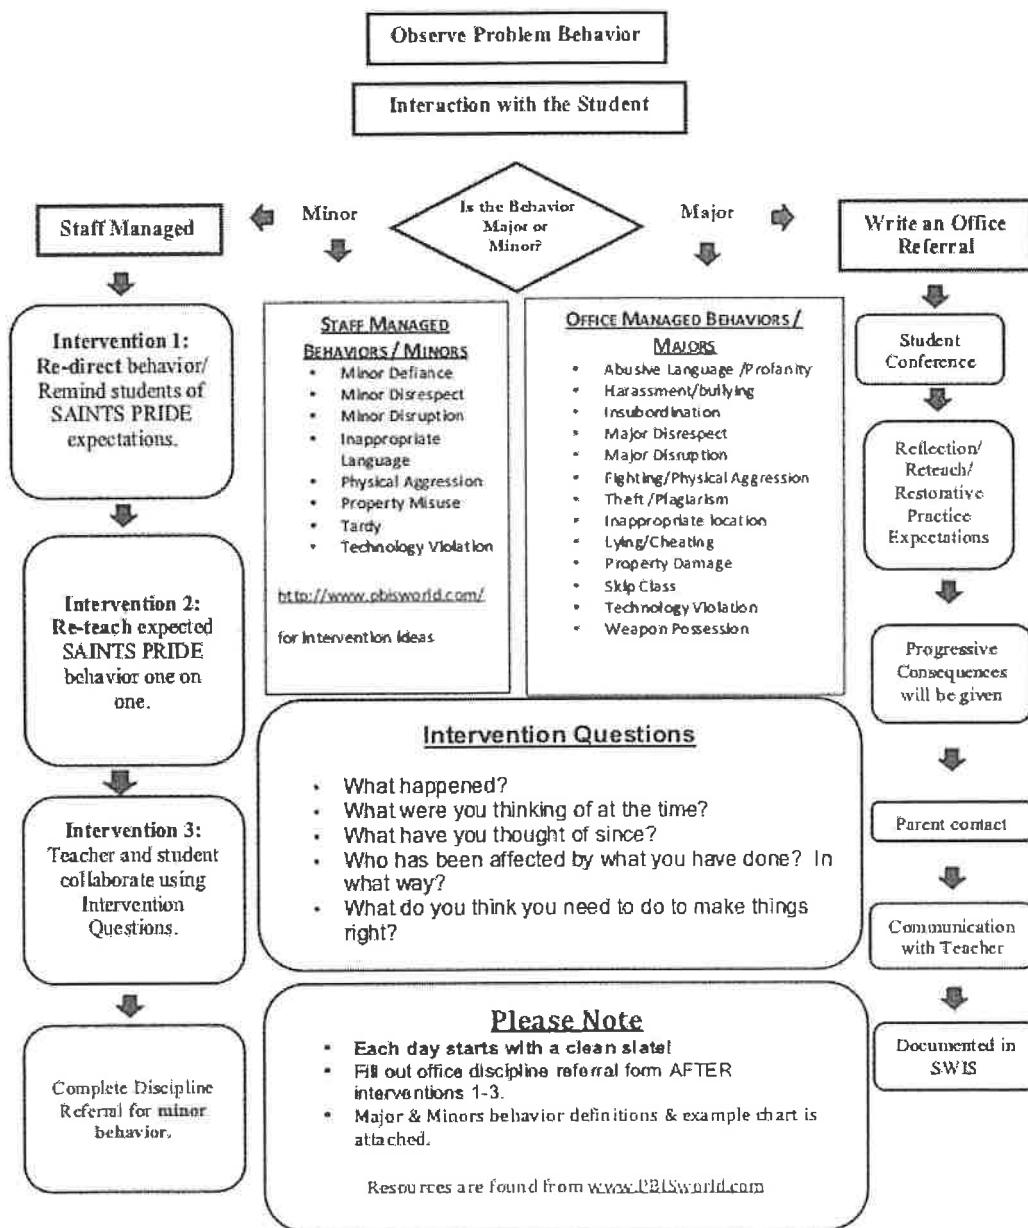 Observe Problem Behavior
Interaction with the Student
Is the Behavior
Major or
Minor?
Minor
Major
Staff Managed
Write an Office
Referral
Intervention 1:
Re-direct behavior/
Remind students of
SAINTS PRIDE
expectations.
Intervention 2:
Re-teach expected
SAINTS PRIDE
behavior one on
one.
Intervention 3:
Teacher and student
collaborate using
Intervention
Questions.
Complete Discipline
Referral for minor
behavior.
STAFF MANAGED
BEHAVIORS / MINORS
• Minor Defiance
• Minor Disrespect
• Minor Disruption
• Inappropriate
Language
• Physical Aggression
• Property Misuse
• Tardy
• Technology Violation
http://www.pbisworld.com/
for intervention ideas
OFFICE MANAGED BEHAVIORS /
MAJORS
• Abusive Language /Profanity
• Harassment/bullying
• Insubordination
• Major Disrespect
• Major Disruption
• Fighting/Physical Aggression
• Theft /Plagiarism
• Inappropriate location
• Lying/Cheating
• Property Damage
• Skip Class
• Technology Violation
• Weapon Possession
Student
Conference
Reflection/
Reteach/
Restorative
Practice
Expectations
Progressive
Consequences
will be given
Parent contact
Communication
with Teacher
Documented in
SWIS
Intervention Questions
• What happened?
• What were you thinking of at the time?
• What have you thought of since?
• Who has been affected by what you have done? In
what way?
• What do you think you need to do to make things
right?
Please Note
• Each day starts with a clean slate!
• Fill out office discipline referral form AFTER
interventions 1-3.
• Major & Minors behavior definitions & example chart is
attached.
Resources are found from www.PBISworld.com